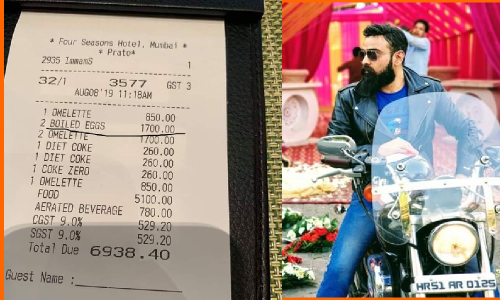 * Four Seasons Hotel, Mumbai *
* Prato*
2935 ImmamS 1
32/1 3577 GST 3
AUG08'19 11:18AM
1 OMELETTE 850.00
2 BOILED EGGS 1700.00
2 OMELETTE 1700.00
1 DIET COKE 260.00
1 DIET COKE 260.00
1 COKE ZERO 260.00
1 OMELETTE 850.00
FOOD 5100.00
AERATED BEVERAGE 780.00
CGST 9.0% 529.20
SGST 9.0% 529.20
Total Due 6938.40
Guest Name :
HR51 AR 0125